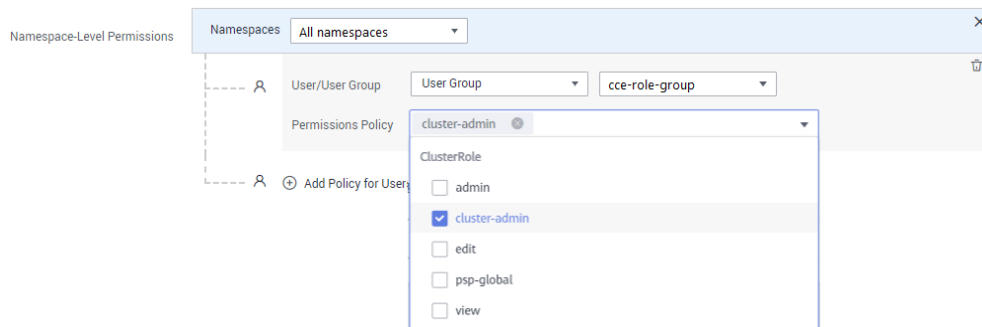 Namespace-Level Permissions
Namespaces All namespaces
User/User Group User Group cce-role-group
Permissions Policy cluster-admin
ClusterRole
Add Policy for User
admin
cluster-admin
edit
psp-global
view